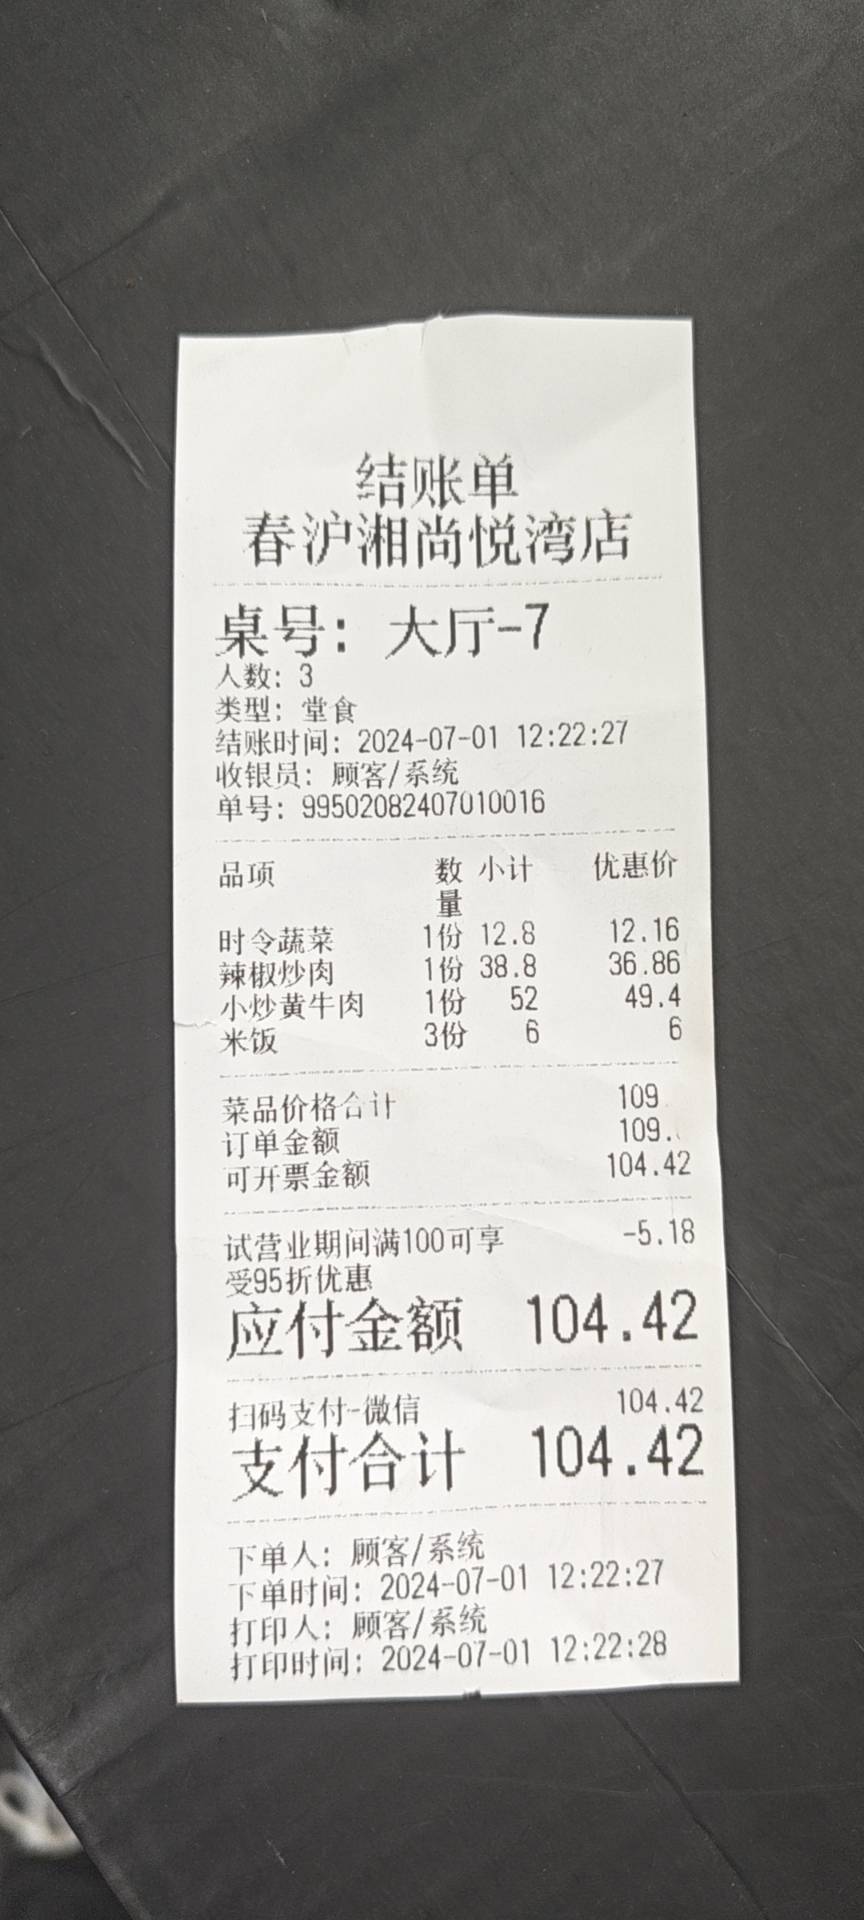 结账单
春沪湘尚悦湾店
桌号: 大厅-7
人数: 3
类型: 堂食
结账时间: 2024-07-01 12:22:27
收银员: 顾客/系统
单号: 99502082407010016
品项 数量 小计 优惠价
时令蔬菜 1份 12.8 12.16
辣椒炒肉 1份 38.8 36.86
小炒黄牛肉 1份 52 49.4
米饭 3份 6 6
菜品价格合计 109
订单金额 109.
可开票金额 104.42
试营业期间满100可享 -5.18
受95折优惠
应付金额 104.42
扫码支付-微信 104.42
支付合计 104.42
下单人: 顾客/系统
下单时间: 2024-07-01 12:22:27
打印人: 顾客/系统
打印时间: 2024-07-01 12:22:28